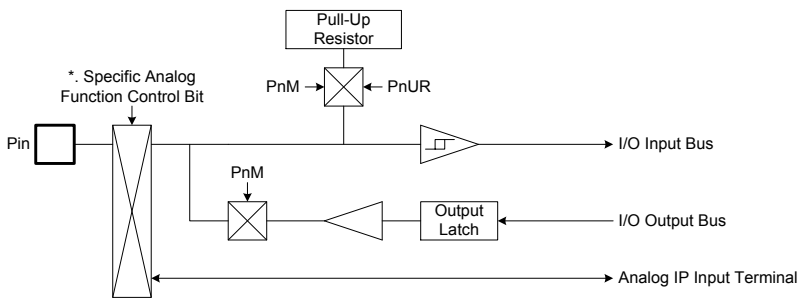 Pull-Up
Resistor
*. Specific Analog
Function Control Bit
PnM
PnUR
Pin
I/O Input Bus
PnM
Output
Latch
I/O Output Bus
Analog IP Input Terminal